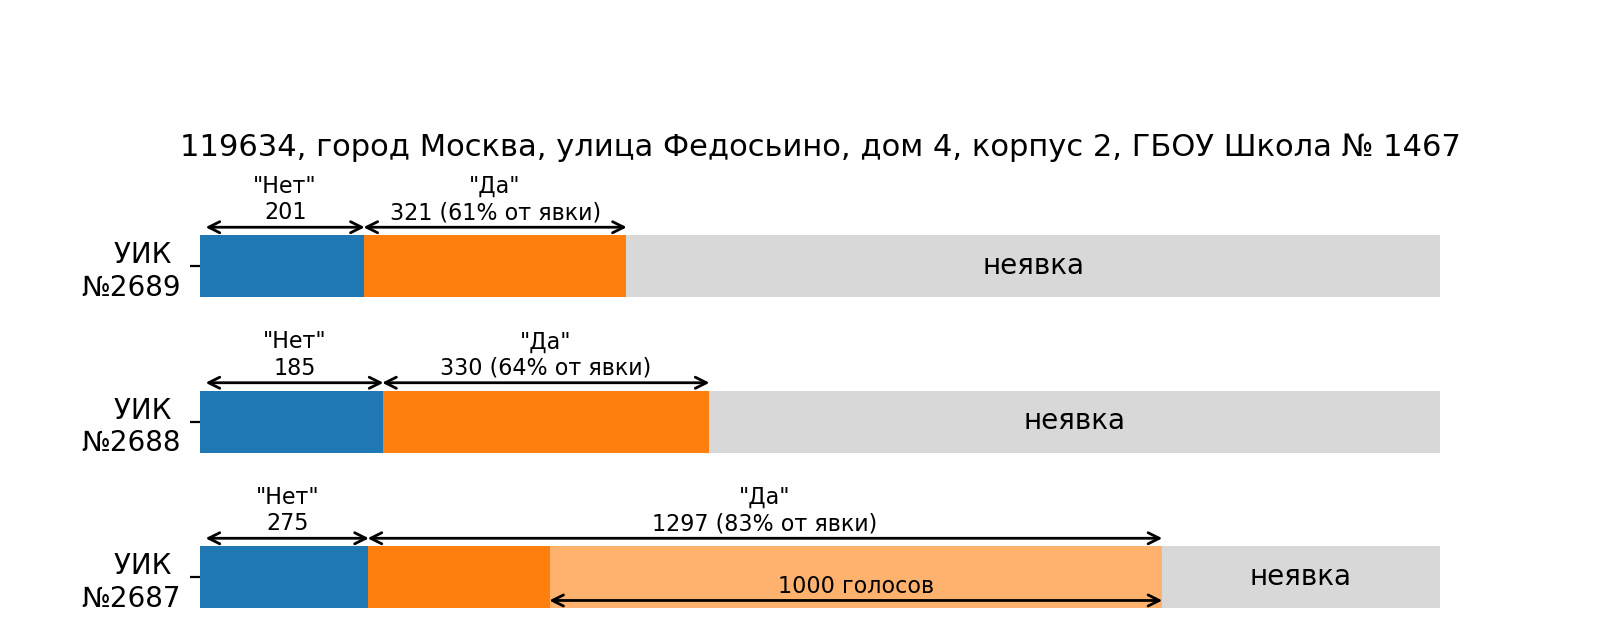 119634, город Москва, улица Федосьино, дом 4, корпус 2, ГБОУ Школа № 1467
"Нет"
201
"Да"
321 (61% от явки)
УИК
№2689
неявка
"Нет"
185
"Да"
330 (64% от явки)
УИК
№2688
неявка
"Нет"
275
"Да"
1297 (83% от явки)
УИК
№2687
1000 голосов
неявка